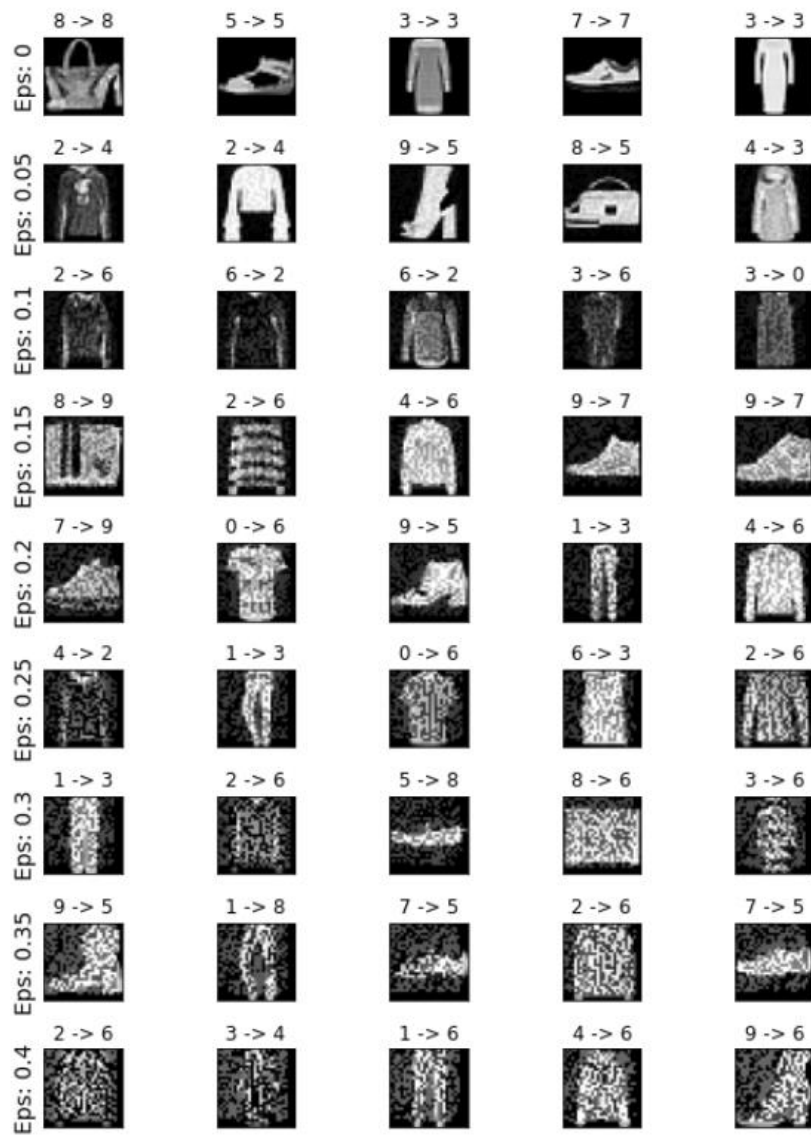 8 -> 8 5 -> 5 3 -> 3 7 -> 7 3 -> 3
Eps: 0
2 -> 4 2 -> 4 9 -> 5 8 -> 5 4 -> 3
Eps: 0.05
2 -> 6 6 -> 2 6 -> 2 3 -> 6 3 -> 0
Eps: 0.1
8 -> 9 2 -> 6 4 -> 6 9 -> 7 9 -> 7
Eps: 0.15
7 -> 9 0 -> 6 9 -> 5 1 -> 3 4 -> 6
Eps: 0.2
4 -> 2 1 -> 3 0 -> 6 6 -> 3 2 -> 6
Eps: 0.25
1 -> 3 2 -> 6 5 -> 8 8 -> 6 3 -> 6
Eps: 0.3
9 -> 5 1 -> 8 7 -> 5 2 -> 6 7 -> 5
Eps: 0.35
2 -> 6 3 -> 4 1 -> 6 4 -> 6 9 -> 6
Eps: 0.4